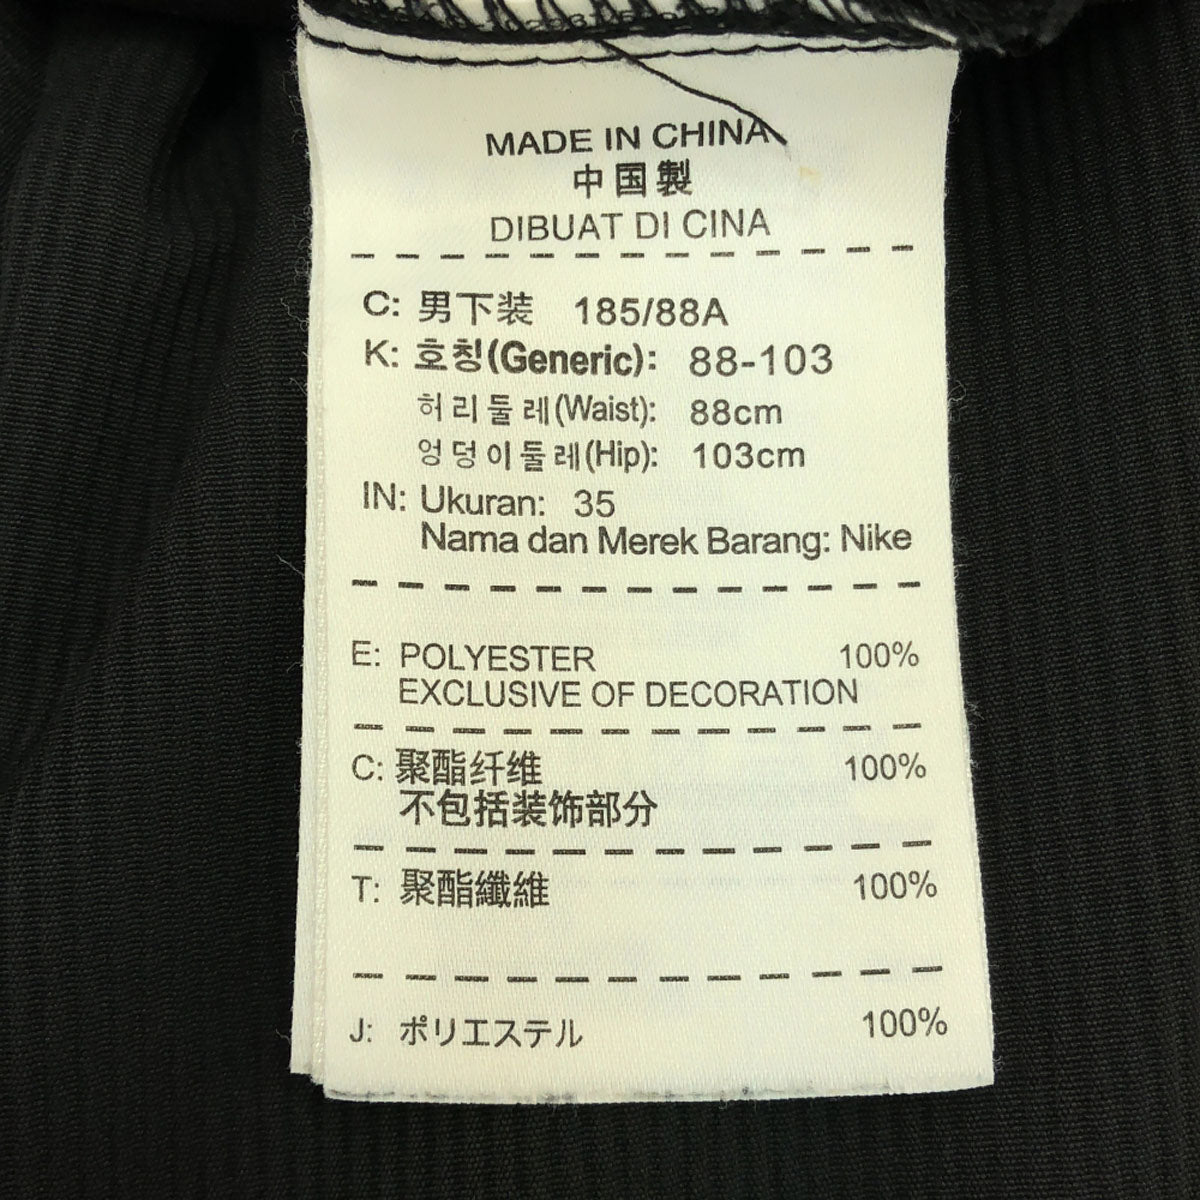 MADE IN CHINA
中国製
DIBUAT DI CINA
C: 男下装 185/88A
K: 호칭(Generic): 88-103
허리둘레(Waist): 88cm
엉덩이둘레(Hip): 103cm
IN: Ukuran: 35
Nama dan Merek Barang: Nike
E: POLYESTER 100%
EXCLUSIVE OF DECORATION
C: 聚酯纤维 100%
不包括装饰部分
T: 聚酯纖維 100%
J: ポリエステル 100%